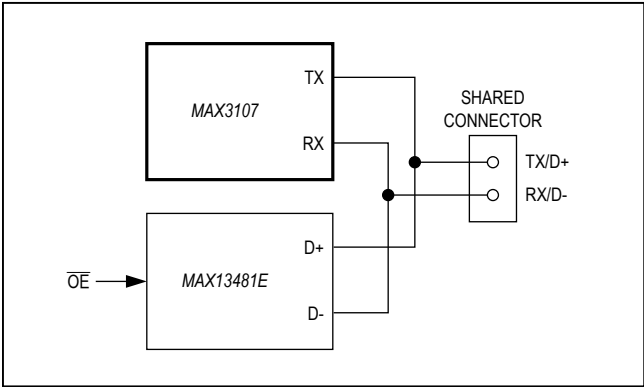 TX
MAX3107
RX
SHARED
CONNECTOR
TX/D+
RX/D-
D+
OE
MAX13481E
D-